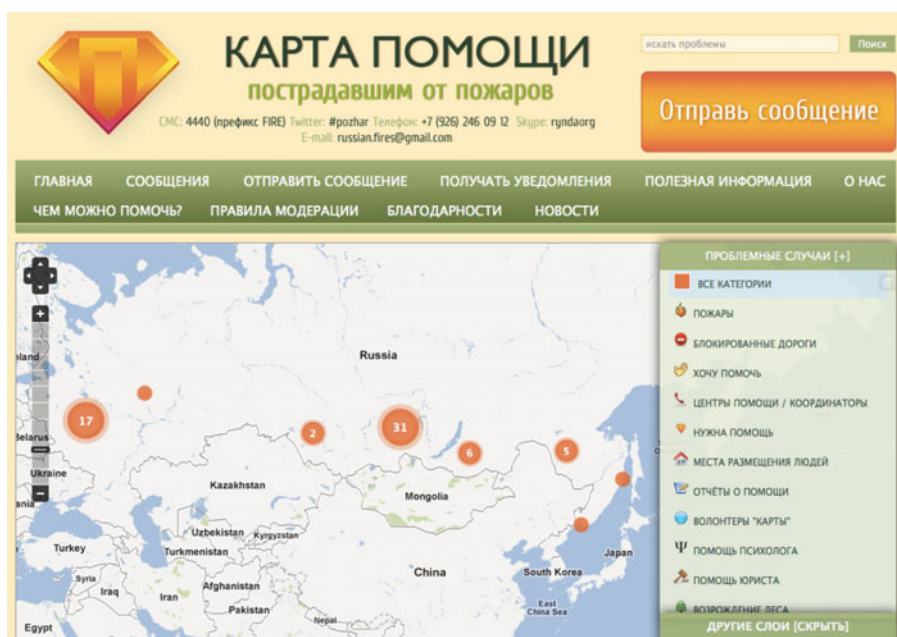 КАРТА ПОМОЩИ
пострадавшим от пожаров
СМС: 4440 (префикс FIRE) Twitter: #pozhar Телефон: +7 (926) 246 09 12 Skype: ryndaorg
E-mail: russian.fires@gmail.com
искать проблемы
Поиск
Отправь сообщение
ГЛАВНАЯ СООБЩЕНИЯ ОТПРАВИТЬ СООБЩЕНИЕ ПОЛУЧАТЬ УВЕДОМЛЕНИЯ ПОЛЕЗНАЯ ИНФОРМАЦИЯ О НАС
ЧЕМ МОЖНО ПОМОЧЬ? ПРАВИЛА МОДЕРАЦИИ БЛАГОДАРНОСТИ НОВОСТИ
land
Russia
17
2
31
6
5
Belarus
Ukraine
ania
Kazakhstan
Mongolia
Uzbekistan
Kyrgyzstan
Turkey
Turkmenistan
Japan
Syria
Iraq
Iran
Afghanistan
China
South Korea
Pakistan
East
China Sea
Nepal
Egypt
ПРОБЛЕМНЫЕ СЛУЧАИ [+]
ВСЕ КАТЕГОРИИ
ПОЖАРЫ
БЛОКИРОВАННЫЕ ДОРОГИ
ХОЧУ ПОМОЧЬ
ЦЕНТРЫ ПОМОЩИ / КООРДИНАТОРЫ
НУЖНА ПОМОЩЬ
МЕСТА РАЗМЕЩЕНИЯ ЛЮДЕЙ
ОТЧЁТЫ О ПОМОЩИ
ВОЛОНТЕРЫ "КАРТЫ"
ПОМОЩЬ ПСИХОЛОГА
ПОМОЩЬ ЮРИСТА
ВОЗРОЖДЕНИЕ ЛЕСА
ДРУГИЕ СЛОИ [СКРЫТЬ]